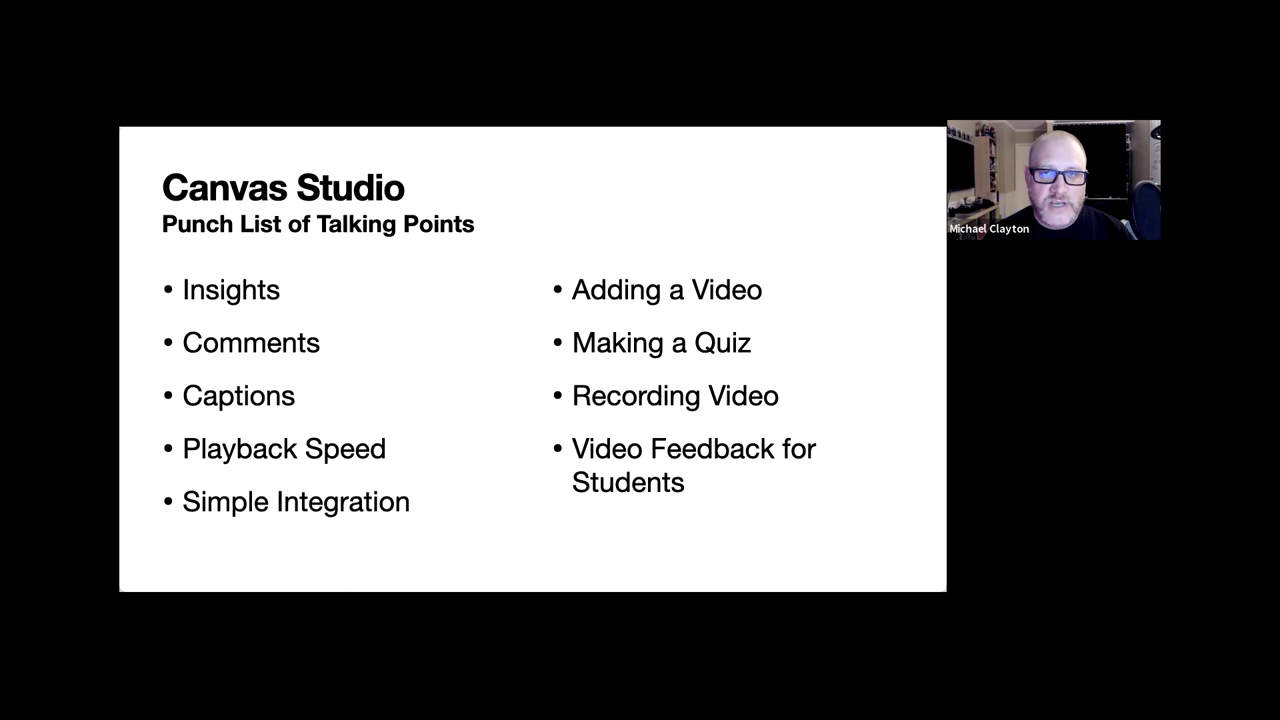 Canvas Studio
Punch List of Talking Points
• Insights
• Comments
• Captions
• Playback Speed
• Simple Integration
• Adding a Video
• Making a Quiz
• Recording Video
• Video Feedback for
Students
Michael Clayton